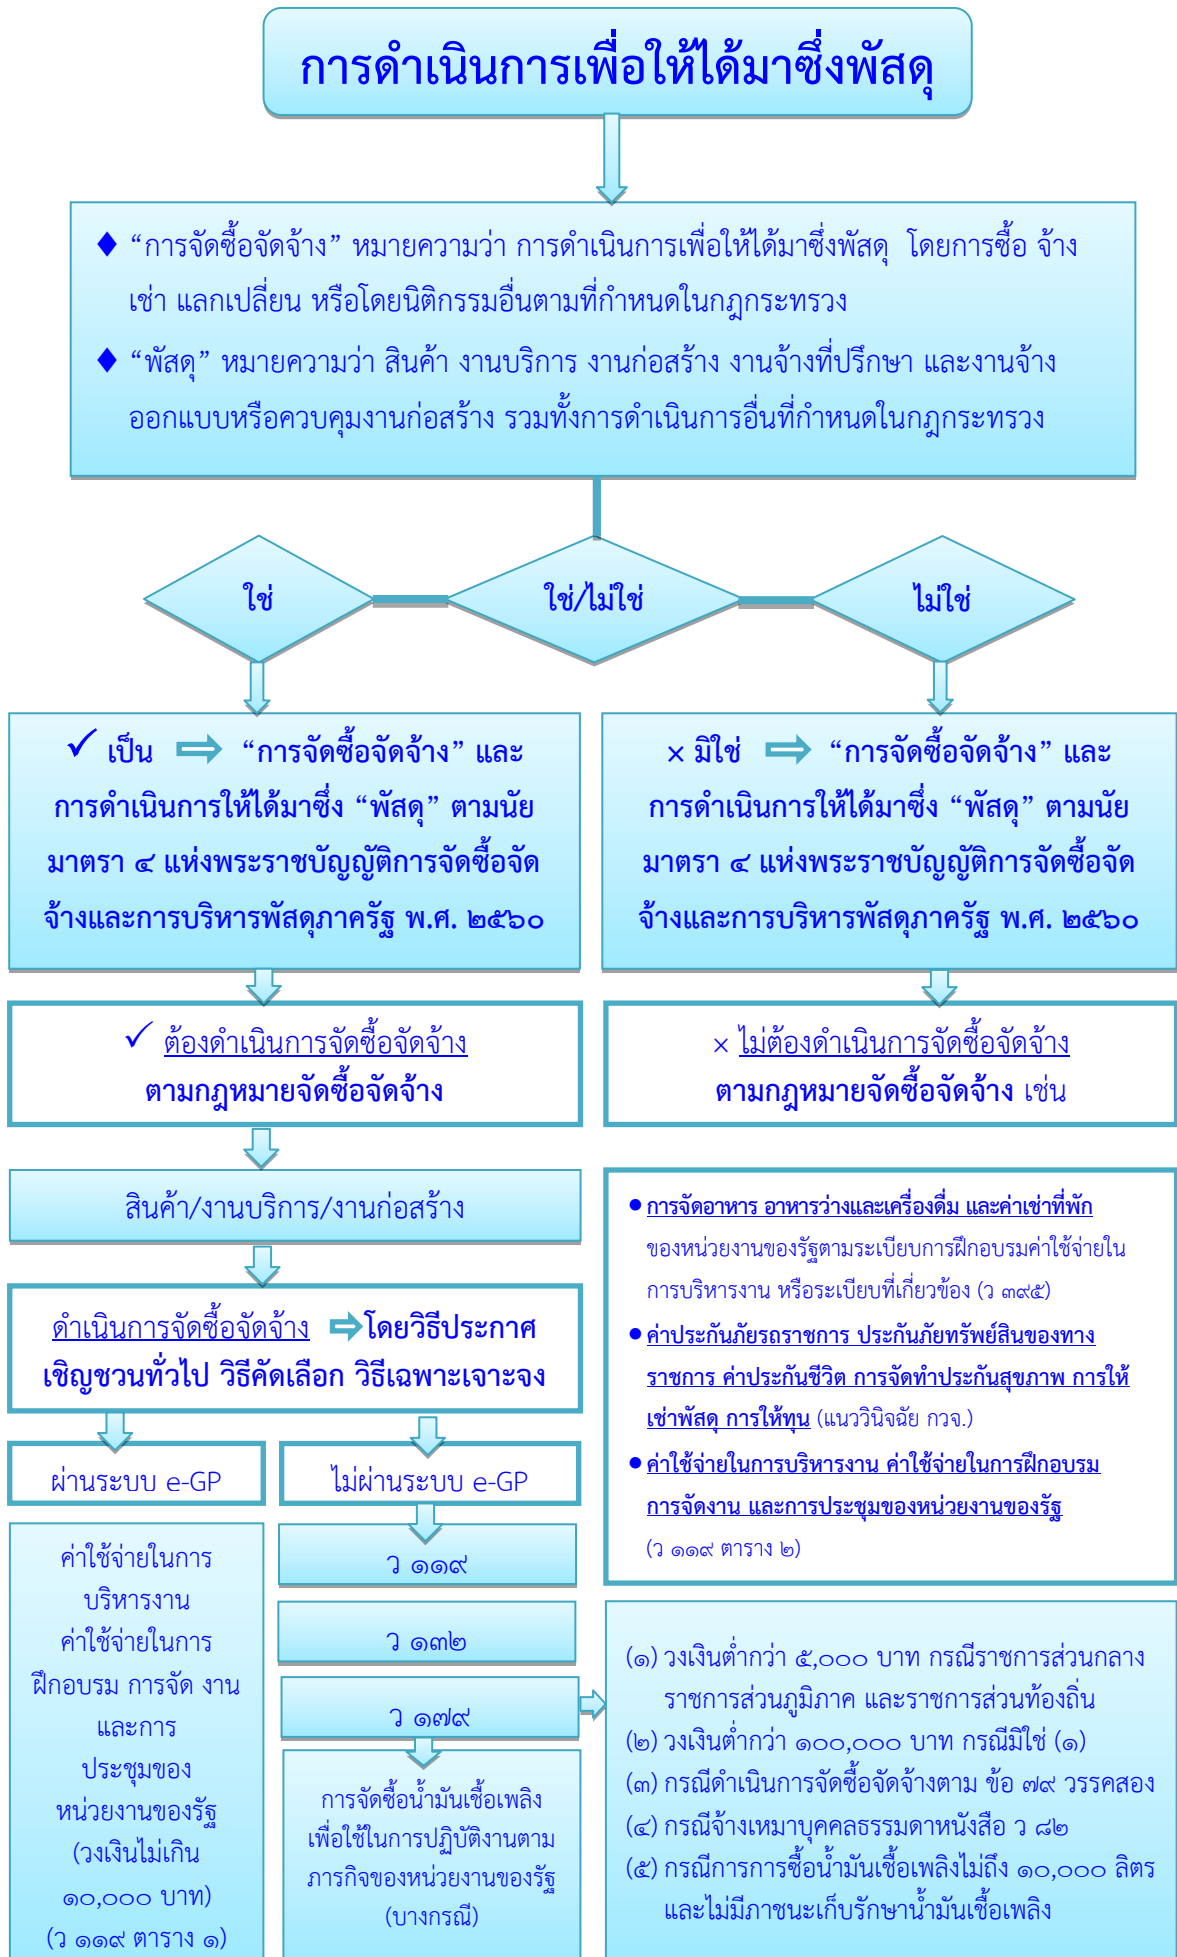 การดำเนินการเพื่อให้ได้มาซึ่งพัสดุ
♦ “การจัดซื้อจัดจ้าง” หมายความว่า การดำเนินการเพื่อให้ได้มาซึ่งพัสดุ โดยการซื้อ จ้าง
เช่า แลกเปลี่ยน หรือโดยนิติกรรมอื่นตามที่กำหนดในกฎกระทรวง
♦ “พัสดุ” หมายความว่า สินค้า งานบริการ งานก่อสร้าง งานจ้างที่ปรึกษา และงานจ้าง
ออกแบบหรือควบคุมงานก่อสร้าง รวมทั้งการดำเนินการอื่นที่กำหนดในกฎกระทรวง
ใช่
ใช่/ไม่ใช่
ไม่ใช่
✓ เป็น ⇨ “การจัดซื้อจัดจ้าง” และ
การดำเนินการให้ได้มาซึ่ง “พัสดุ” ตามนัย
มาตรา ๔ แห่งพระราชบัญญัติการจัดซื้อจัด
จ้างและการบริหารพัสดุภาครัฐ พ.ศ. ๒๕๖๐
× มิใช่ ⇨ “การจัดซื้อจัดจ้าง” และ
การดำเนินการให้ได้มาซึ่ง “พัสดุ” ตามนัย
มาตรา ๔ แห่งพระราชบัญญัติการจัดซื้อจัด
จ้างและการบริหารพัสดุภาครัฐ พ.ศ. ๒๕๖๐
✓ ต้องดำเนินการจัดซื้อจัดจ้าง
ตามกฎหมายจัดซื้อจัดจ้าง
× ไม่ต้องดำเนินการจัดซื้อจัดจ้าง
ตามกฎหมายจัดซื้อจัดจ้าง เช่น
สินค้า/งานบริการ/งานก่อสร้าง
ดำเนินการจัดซื้อจัดจ้าง ⇨โดยวิธีประกาศ
เชิญชวนทั่วไป วิธีคัดเลือก วิธีเฉพาะเจาะจง
ผ่านระบบ e-GP
ไม่ผ่านระบบ e-GP
ค่าใช้จ่ายในการ
บริหารงาน
ค่าใช้จ่ายในการ
ฝึกอบรม การจัด งาน
และการ
ประชุมของ
หน่วยงานของรัฐ
(วงเงินไม่เกิน
๑๐,๐๐๐ บาท)
(ว ๑๑๙ ตาราง ๑)
ว ๑๑๙
ว ๑๓๒
ว ๑๗๙
การจัดซื้อน้ำมันเชื้อเพลิง
เพื่อใช้ในการปฏิบัติงานตาม
ภารกิจของหน่วยงานของรัฐ
(บางกรณี)
● การจัดอาหาร อาหารว่างและเครื่องดื่ม และค่าเช่าที่พัก
ของหน่วยงานของรัฐตามระเบียบการฝึกอบรมค่าใช้จ่ายใน
การบริหารงาน หรือระเบียบที่เกี่ยวข้อง (ว ๓๙๕)
● ค่าประกันภัยรถราชการ ประกันภัยทรัพย์สินของทาง
ราชการ ค่าประกันชีวิต การจัดทำประกันสุขภาพ การให้
เช่าพัสดุ การให้ทุน (แนววินิจฉัย กวจ.)
● ค่าใช้จ่ายในการบริหารงาน ค่าใช้จ่ายในการฝึกอบรม
การจัดงาน และการประชุมของหน่วยงานของรัฐ
(ว ๑๑๙ ตาราง ๒)
(๑) วงเงินต่ำกว่า ๕,๐๐๐ บาท กรณีราชการส่วนกลาง
ราชการส่วนภูมิภาค และราชการส่วนท้องถิ่น
(๒) วงเงินต่ำกว่า ๑๐๐,๐๐๐ บาท กรณีมิใช่ (๑)
(๓) กรณีดำเนินการจัดซื้อจัดจ้างตาม ข้อ ๗๙ วรรคสอง
(๔) กรณีจ้างเหมาบุคคลธรรมดาหนังสือ ว ๘๒
(๕) กรณีการการซื้อน้ำมันเชื้อเพลิงไม่ถึง ๑๐,๐๐๐ ลิตร
และไม่มีภาชนะเก็บรักษาน้ำมันเชื้อเพลิง